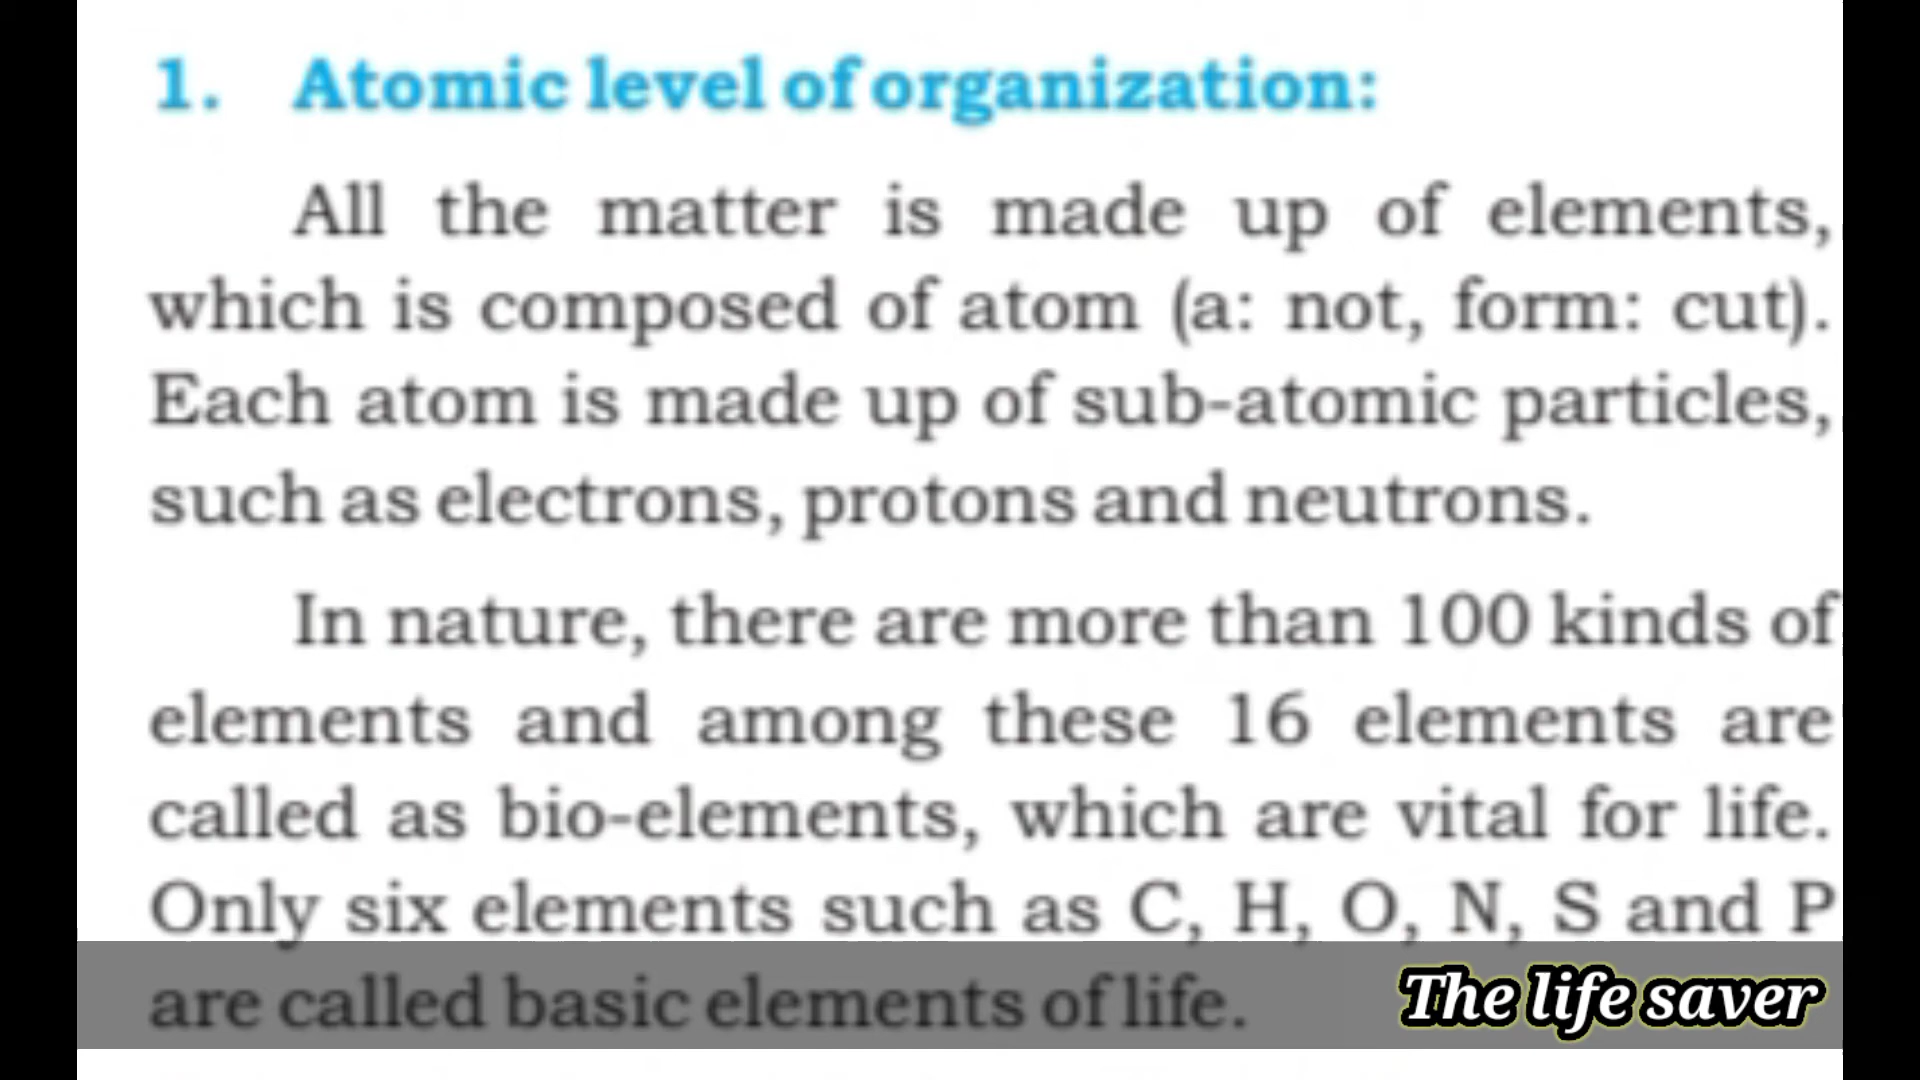 1. Atomic level of organization:
All the matter is made up of elements,
which is composed of atom (a: not, form: cut).
Each atom is made up of sub-atomic particles,
such as electrons, protons and neutrons.
In nature, there are more than 100 kinds of
elements and among these 16 elements are
called as bio-elements, which are vital for life.
Only six elements such as C, H, O, N, S and P
are called basic elements of life.
The life saver